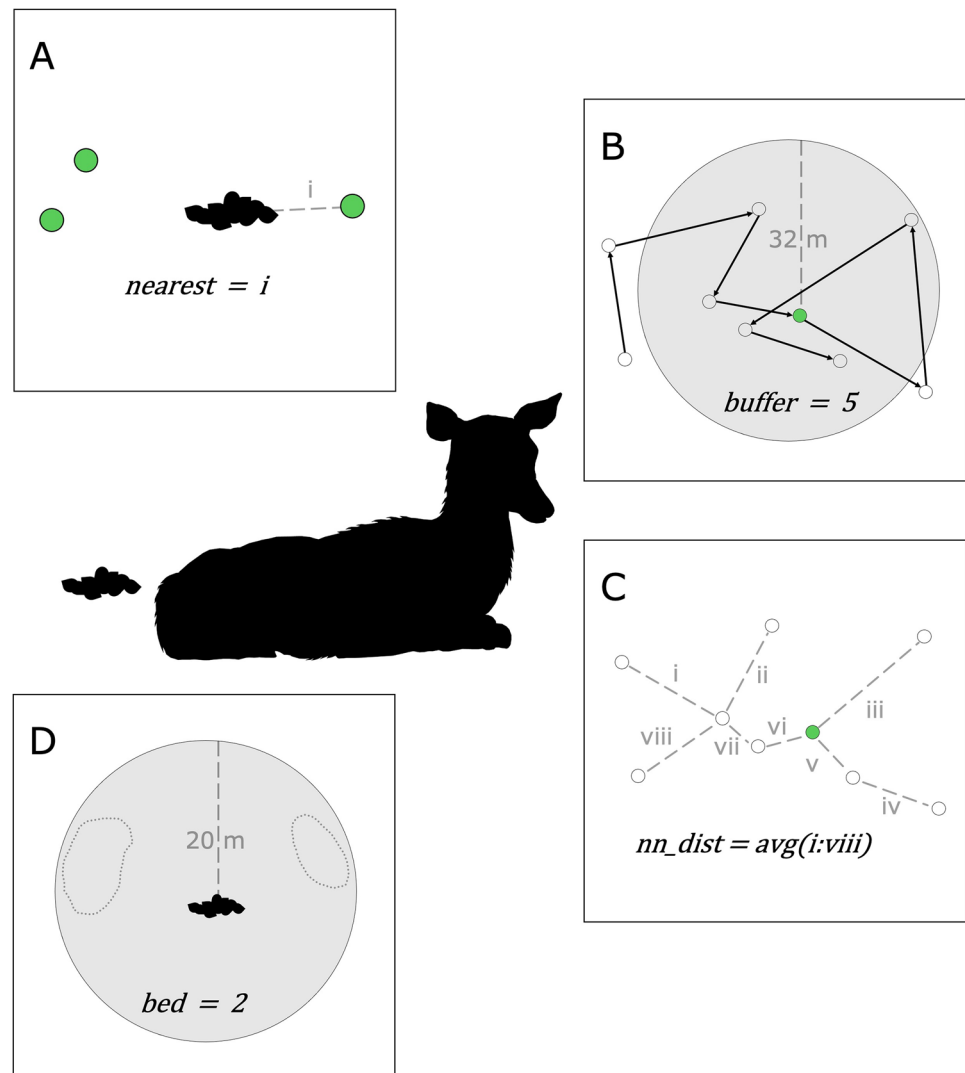 A
i
nearest = i
B
32 m
buffer = 5
C
i
ii
iii
viii
vii
vi
v
iv
nn_dist = avg(i:viii)
D
20 m
bed = 2